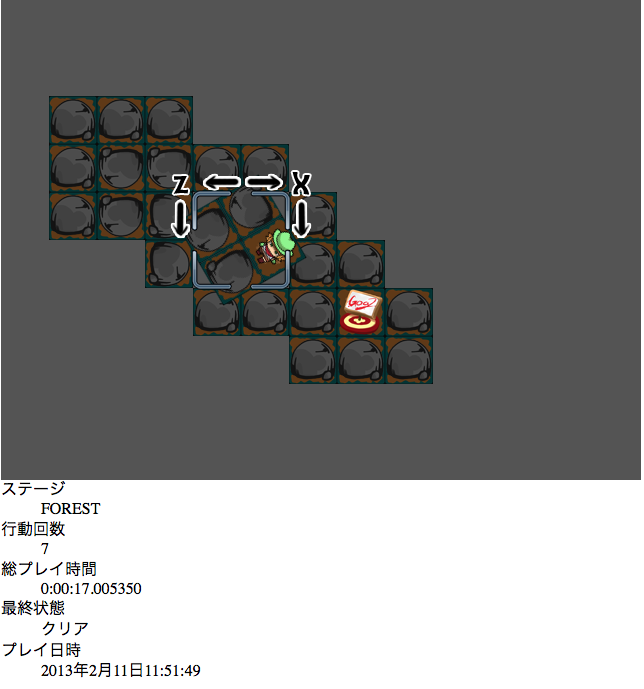 Z X
Goal
ステージ
FOREST
行動回数
7
総プレイ時間
0:00:17.005350
最終状態
クリア
プレイ日時
2013年2月11日11:51:49